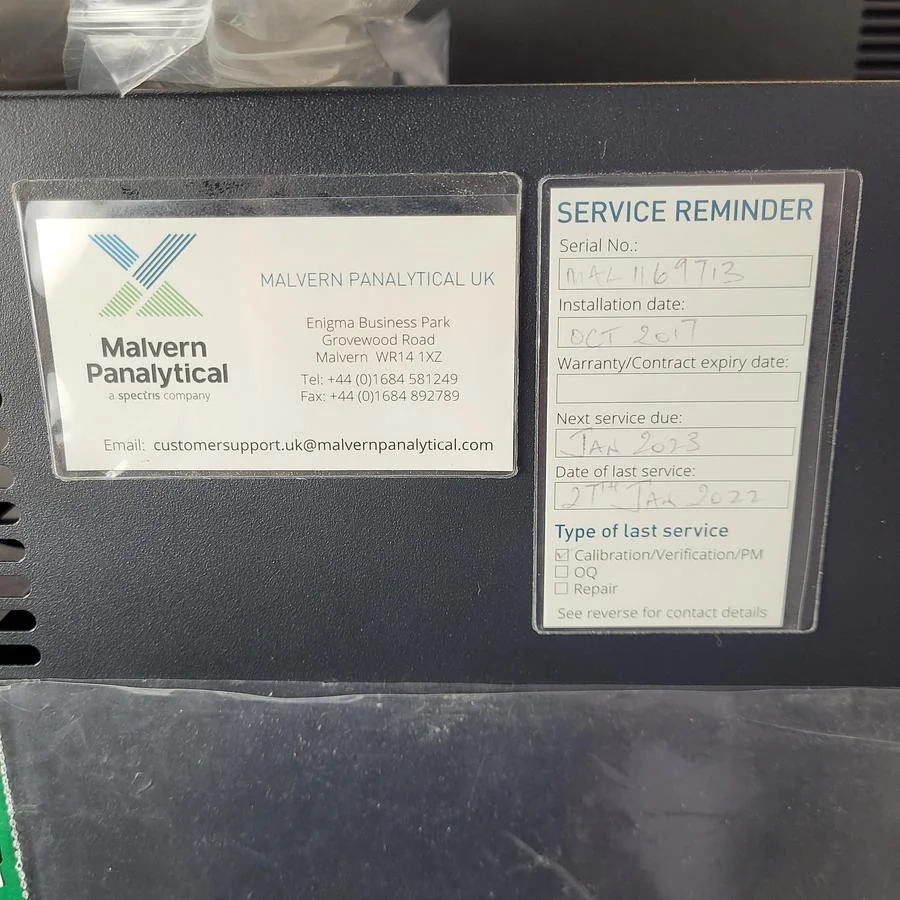 Malvern
Panalytical
a spectris company
MALVERN PANALYTICAL UK
Enigma Business Park
Grovewood Road
Malvern WR14 1XZ
Tel: +44 (0)1684 581249
Fax: +44 (0)1684 892789
Email: customersupport.uk@malvernpanalytical.com
SERVICE REMINDER
Serial No.:
MAL 1169713
Installation date:
OCT 2017
Warranty/Contract expiry date:
Next service due:
JAN 2023
Date of last service:
27TH JAN 2022
Type of last service
Calibration/Verification/PM
OQ
Repair
See reverse for contact details